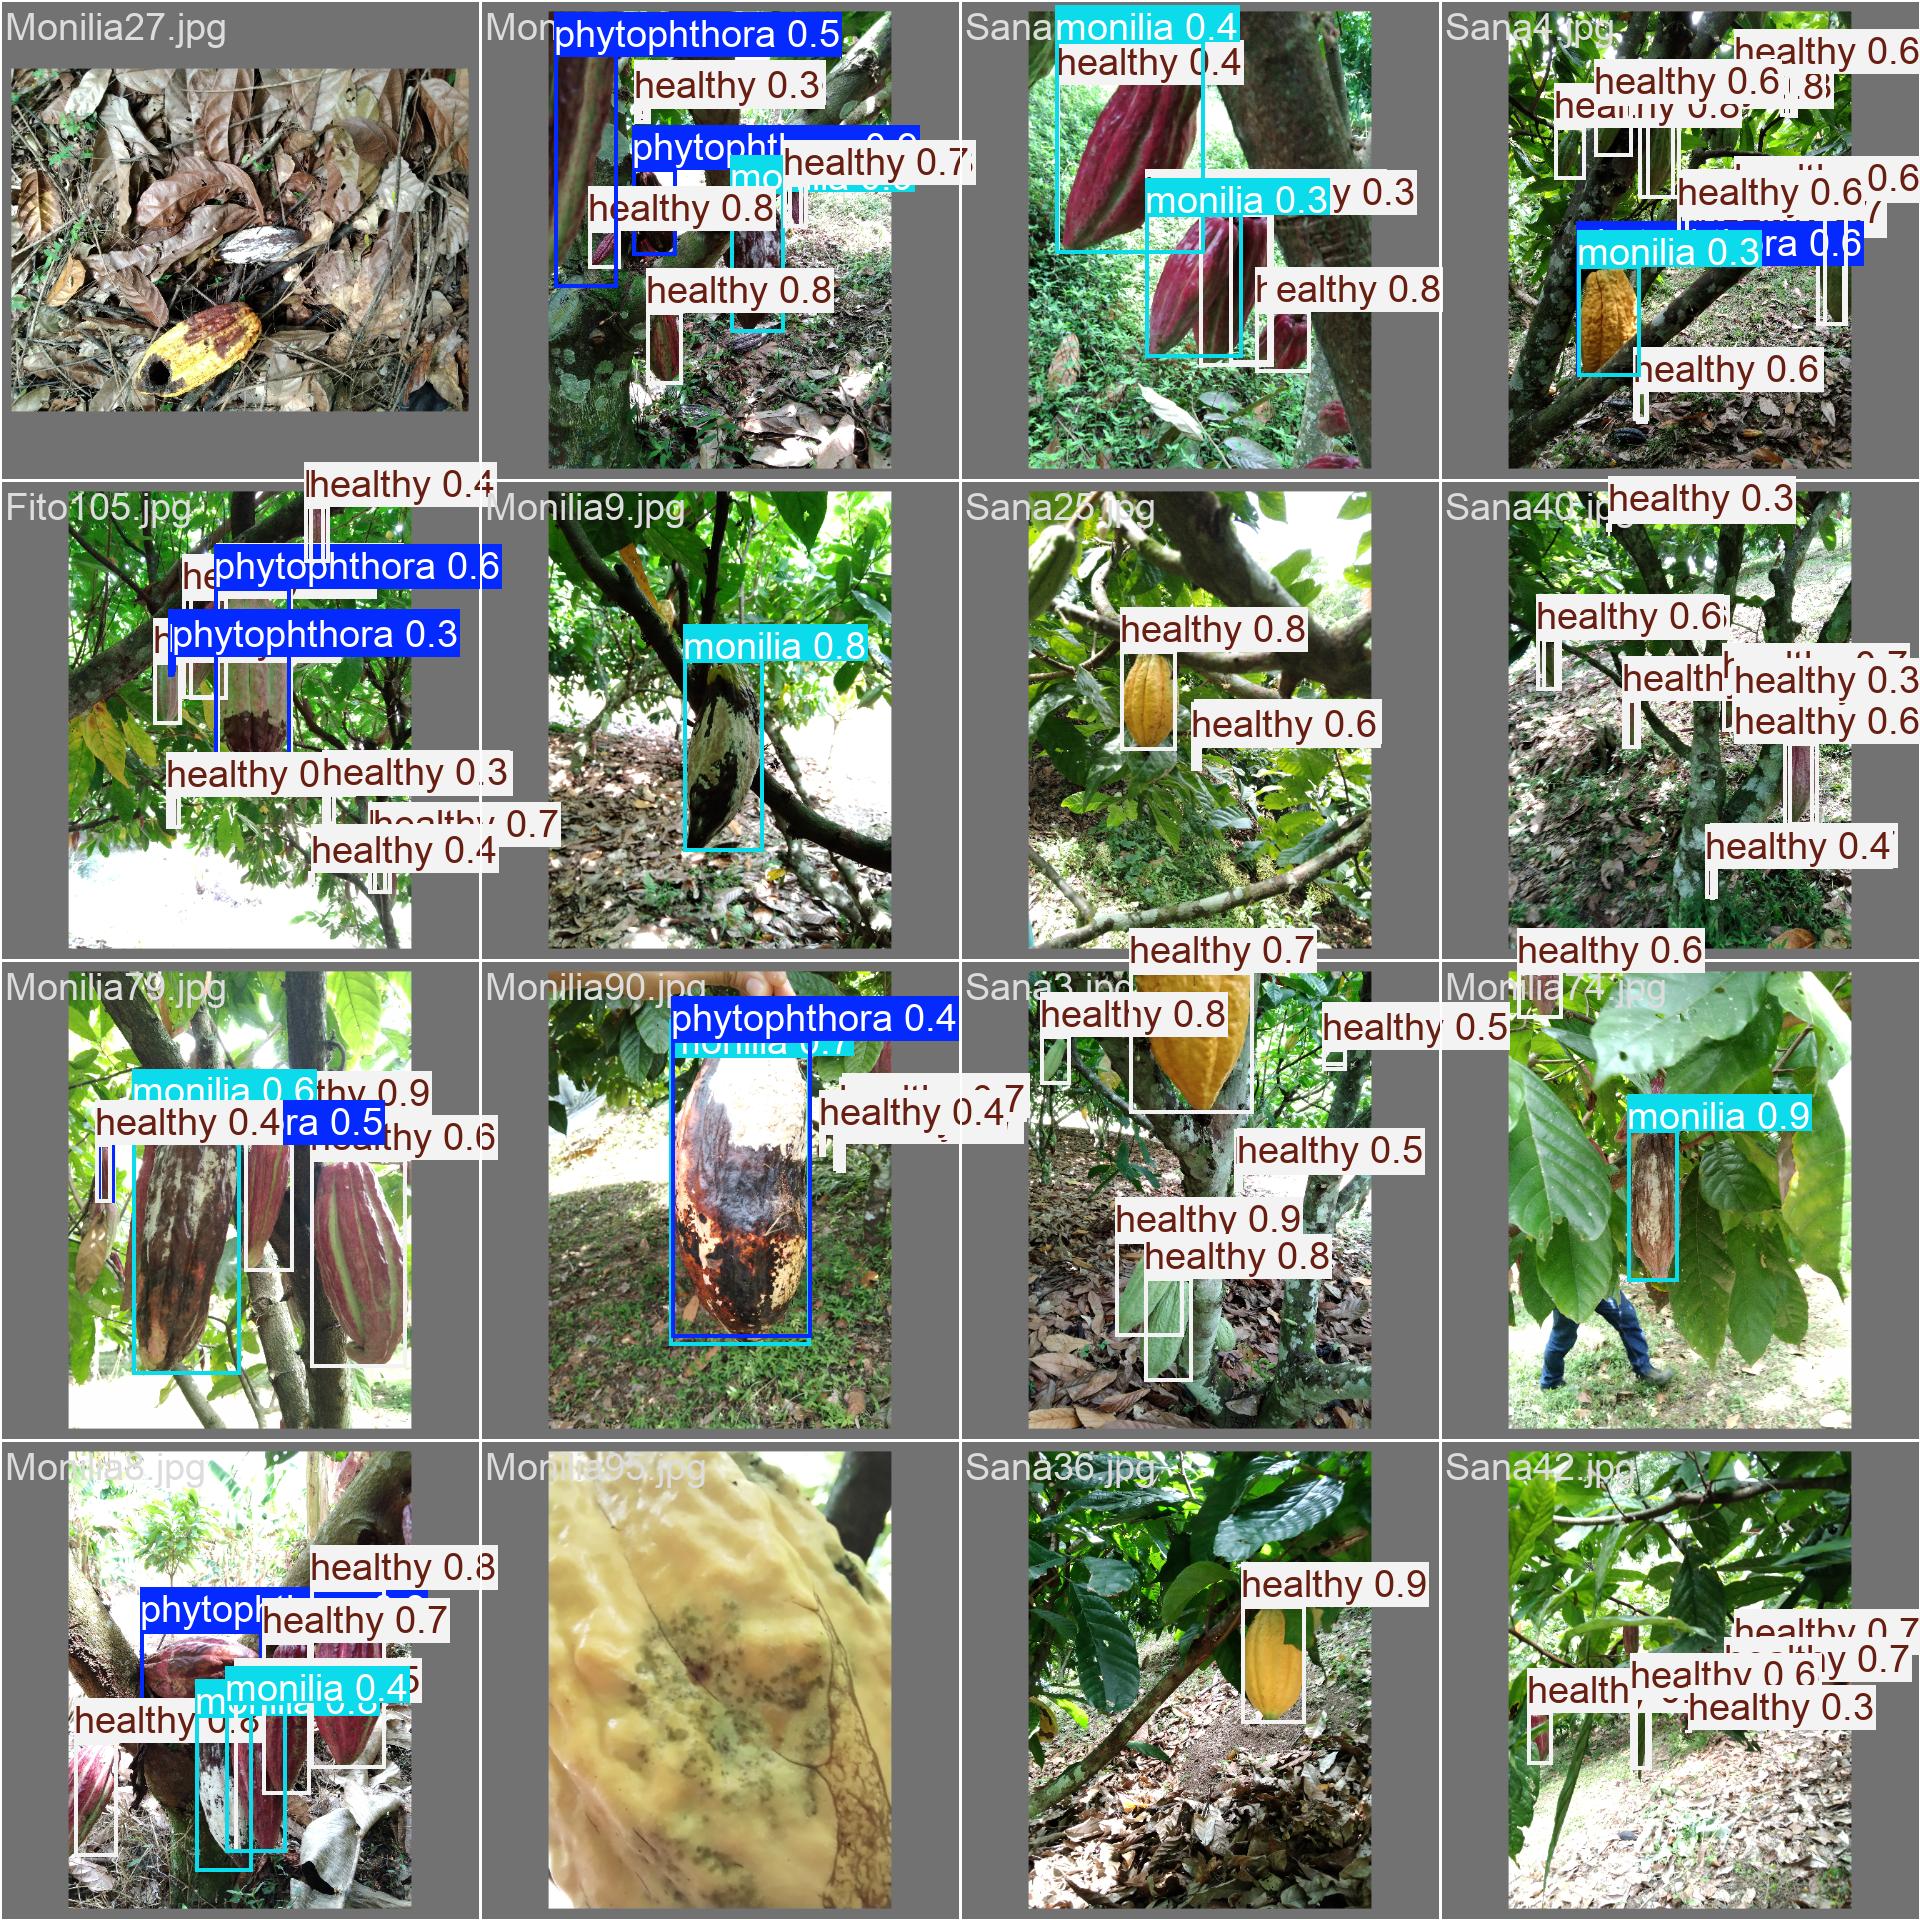 Monilia27.jpg
phytophthora 0.5
healthy 0.3
healthy 0.7
healthy 0.8
healthy 0.8
monilia 0.4
healthy 0.4
monilia 0.3
y 0.3
healthy 0.8
Sana4.jpg
healthy 0.6
healthy 0.6
healthy 0.8
healthy 0.6
0.6
monilia 0.3
ra 0.6
healthy 0.6
Fito105.jpg
healthy 0.4
phytophthora 0.6
phytophthora 0.3
healthy 0
healthy 0.3
healthy 0.7
healthy 0.4
Monilia9.jpg
monilia 0.8
Sana25.jpg
healthy 0.8
healthy 0.6
Sana40.jpg
healthy 0.3
healthy 0.6
health
healthy 0.3
healthy 0.6
healthy 0.4
Monilia79.jpg
monilia 0.6
thy 0.9
healthy 0.4
ra 0.5
healthy 0.6
Monilia90.jpg
phytophthora 0.4
monilia 0.7
healthy 0.4
Sana3.jpg
healthy 0.7
healthy 0.8
healthy 0.5
healthy 0.5
healthy 0.9
healthy 0.8
Monilia74.jpg
healthy 0.6
monilia 0.9
Monilia8.jpg
healthy 0.8
phytoph
healthy 0.7
monilia 0.4
healthy 0.8
Monilia95.jpg
Sana36.jpg
healthy 0.9
Sana42.jpg
healthy 0.7
healthy 0.6
health
healthy 0.3